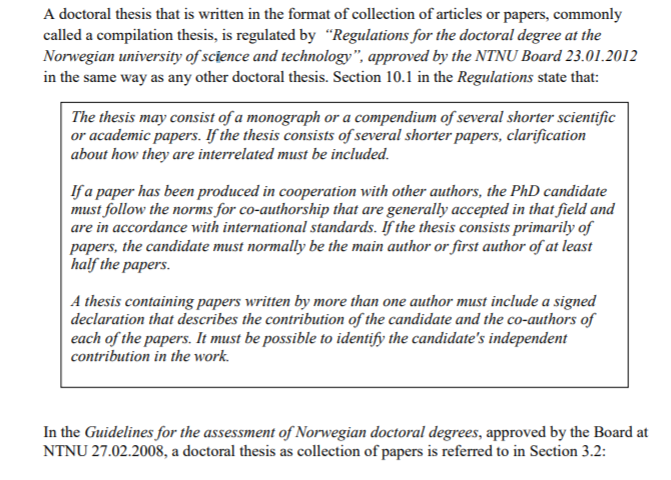 A doctoral thesis that is written in the format of collection of articles or papers, commonly
called a compilation thesis, is regulated by “Regulations for the doctoral degree at the
Norwegian university of science and technology”, approved by the NTNU Board 23.01.2012
in the same way as any other doctoral thesis. Section 10.1 in the Regulations state that:
The thesis may consist of a monograph or a compendium of several shorter scientific
or academic papers. If the thesis consists of several shorter papers, clarification
about how they are interrelated must be included.
If a paper has been produced in cooperation with other authors, the PhD candidate
must follow the norms for co-authorship that are generally accepted in that field and
are in accordance with international standards. If the thesis consists primarily of
papers, the candidate must normally be the main author or first author of at least
half the papers.
A thesis containing papers written by more than one author must include a signed
declaration that describes the contribution of the candidate and the co-authors of
each of the papers. It must be possible to identify the candidate's independent
contribution in the work.
In the Guidelines for the assessment of Norwegian doctoral degrees, approved by the Board at
NTNU 27.02.2008, a doctoral thesis as collection of papers is referred to in Section 3.2: